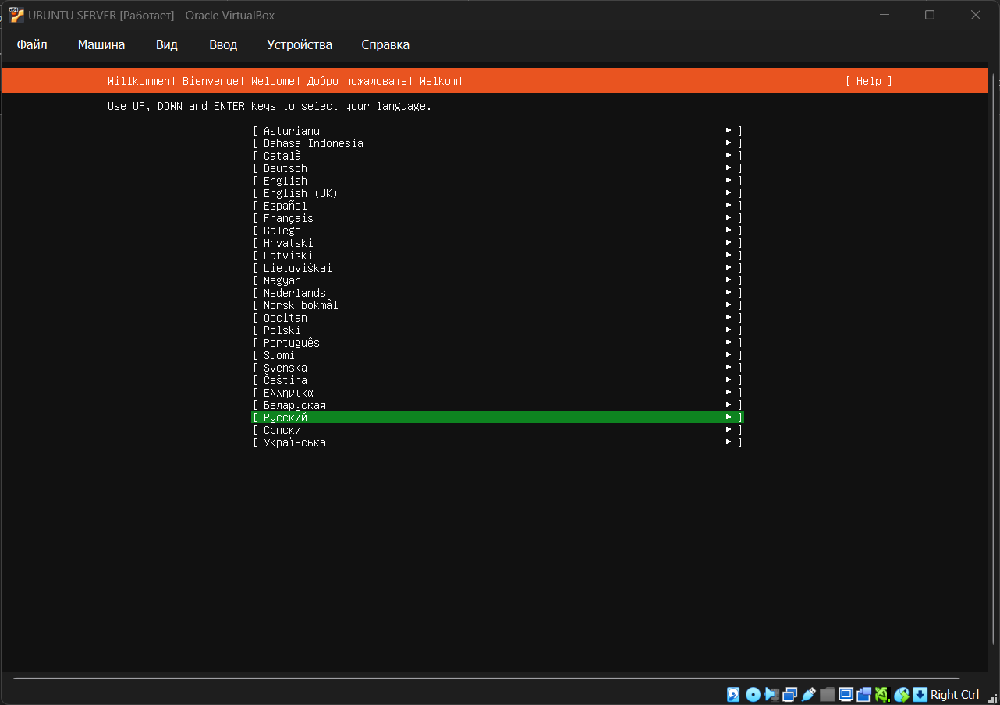 UBUNTU SERVER [Работает] - Oracle VirtualBox
Файл Машина Вид Ввод Устройства Справка
Willkommen! Bienvenue! Welcome! Добро пожаловать! Welkom! [ Help ]
Use UP, DOWN and ENTER keys to select your language.
[ Asturianu ▸ ]
[ Bahasa Indonesia ▸ ]
[ Català ▸ ]
[ Deutsch ▸ ]
[ English ▸ ]
[ English (UK) ▸ ]
[ Español ▸ ]
[ Français ▸ ]
[ Galego ▸ ]
[ Hrvatski ▸ ]
[ Latviski ▸ ]
[ Lietuviškai ▸ ]
[ Magyar ▸ ]
[ Nederlands ▸ ]
[ Norsk bokmål ▸ ]
[ Occitan ▸ ]
[ Polski ▸ ]
[ Português ▸ ]
[ Suomi ▸ ]
[ Svenska ▸ ]
[ Čeština ▸ ]
[ Ελληνικά ▸ ]
[ Беларуская ▸ ]
[ Русский ▸ ]
[ Српски ▸ ]
[ Українська ▸ ]
Right Ctrl